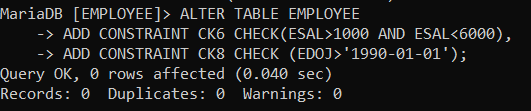 MariaDB [EMPLOYEE]> ALTER TABLE EMPLOYEE
    -> ADD CONSTRAINT CK6 CHECK(ESAL>1000 AND ESAL<6000),
    -> ADD CONSTRAINT CK8 CHECK (EDOJ>'1990-01-01');
Query OK, 0 rows affected (0.040 sec)
Records: 0  Duplicates: 0  Warnings: 0